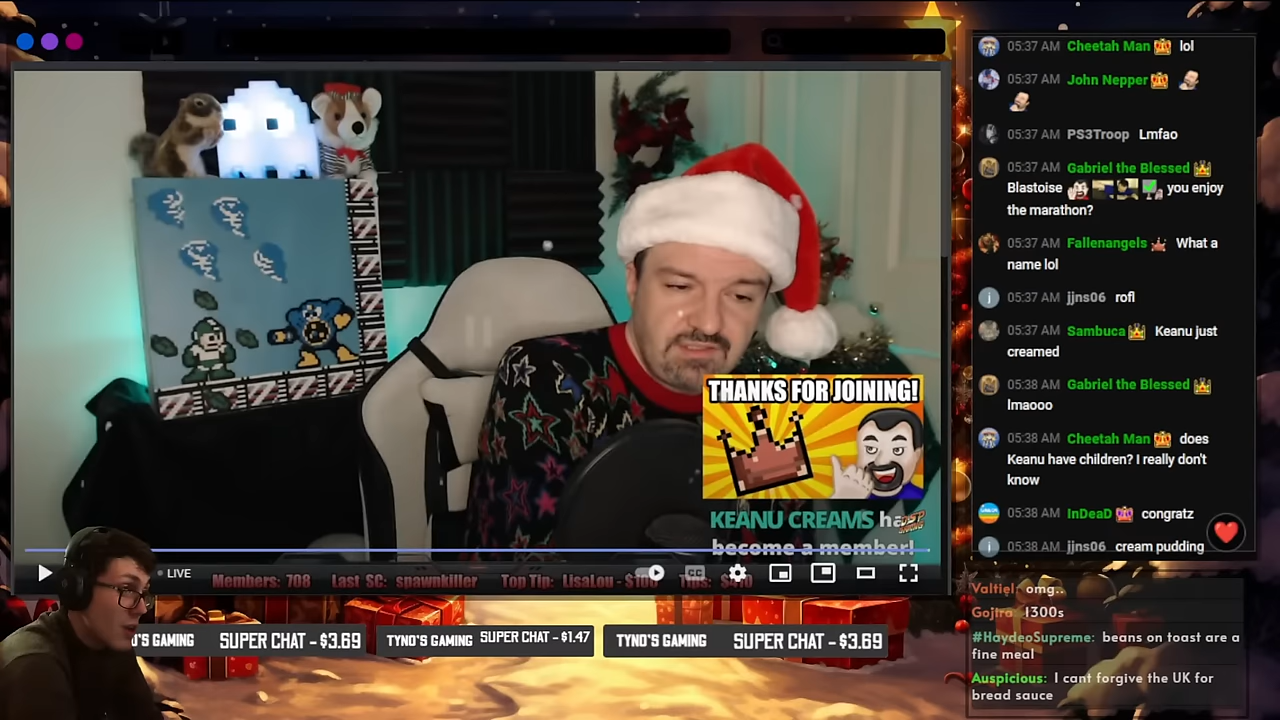 05:37 AM Cheetah Man lol
05:37 AM John Nepper
05:37 AM PS3Troop Lmfao
05:37 AM Gabriel the Blessed
Blastoise you enjoy
the marathon?
05:37 AM Fallenangels What a
name lol
05:37 AM jjns06 rofl
05:37 AM Sambuca Keanu just
creamed
05:38 AM Gabriel the Blessed
lmaooo
05:38 AM Cheetah Man does
Keanu have children? I really don't
know
05:38 AM InDeaD congratz
05:38 AM jjns06 cream pudding
THANKS FOR JOINING!
KEANU CREAMS
become a member!
LIVE
CC
Members: 708 Last SC: spawnkiller Top Tip: LisaLou -
O'S GAMING SUPER CHAT – $3.69
TYNO'S GAMING SUPER CHAT – $1.47
TYNO'S GAMING SUPER CHAT – $3.69
Valtiel: omg..
Gojira 1300s
#HaydeoSupreme: beans on toast are a
fine meal
Auspicious: I cant forgive the UK for
bread sauce